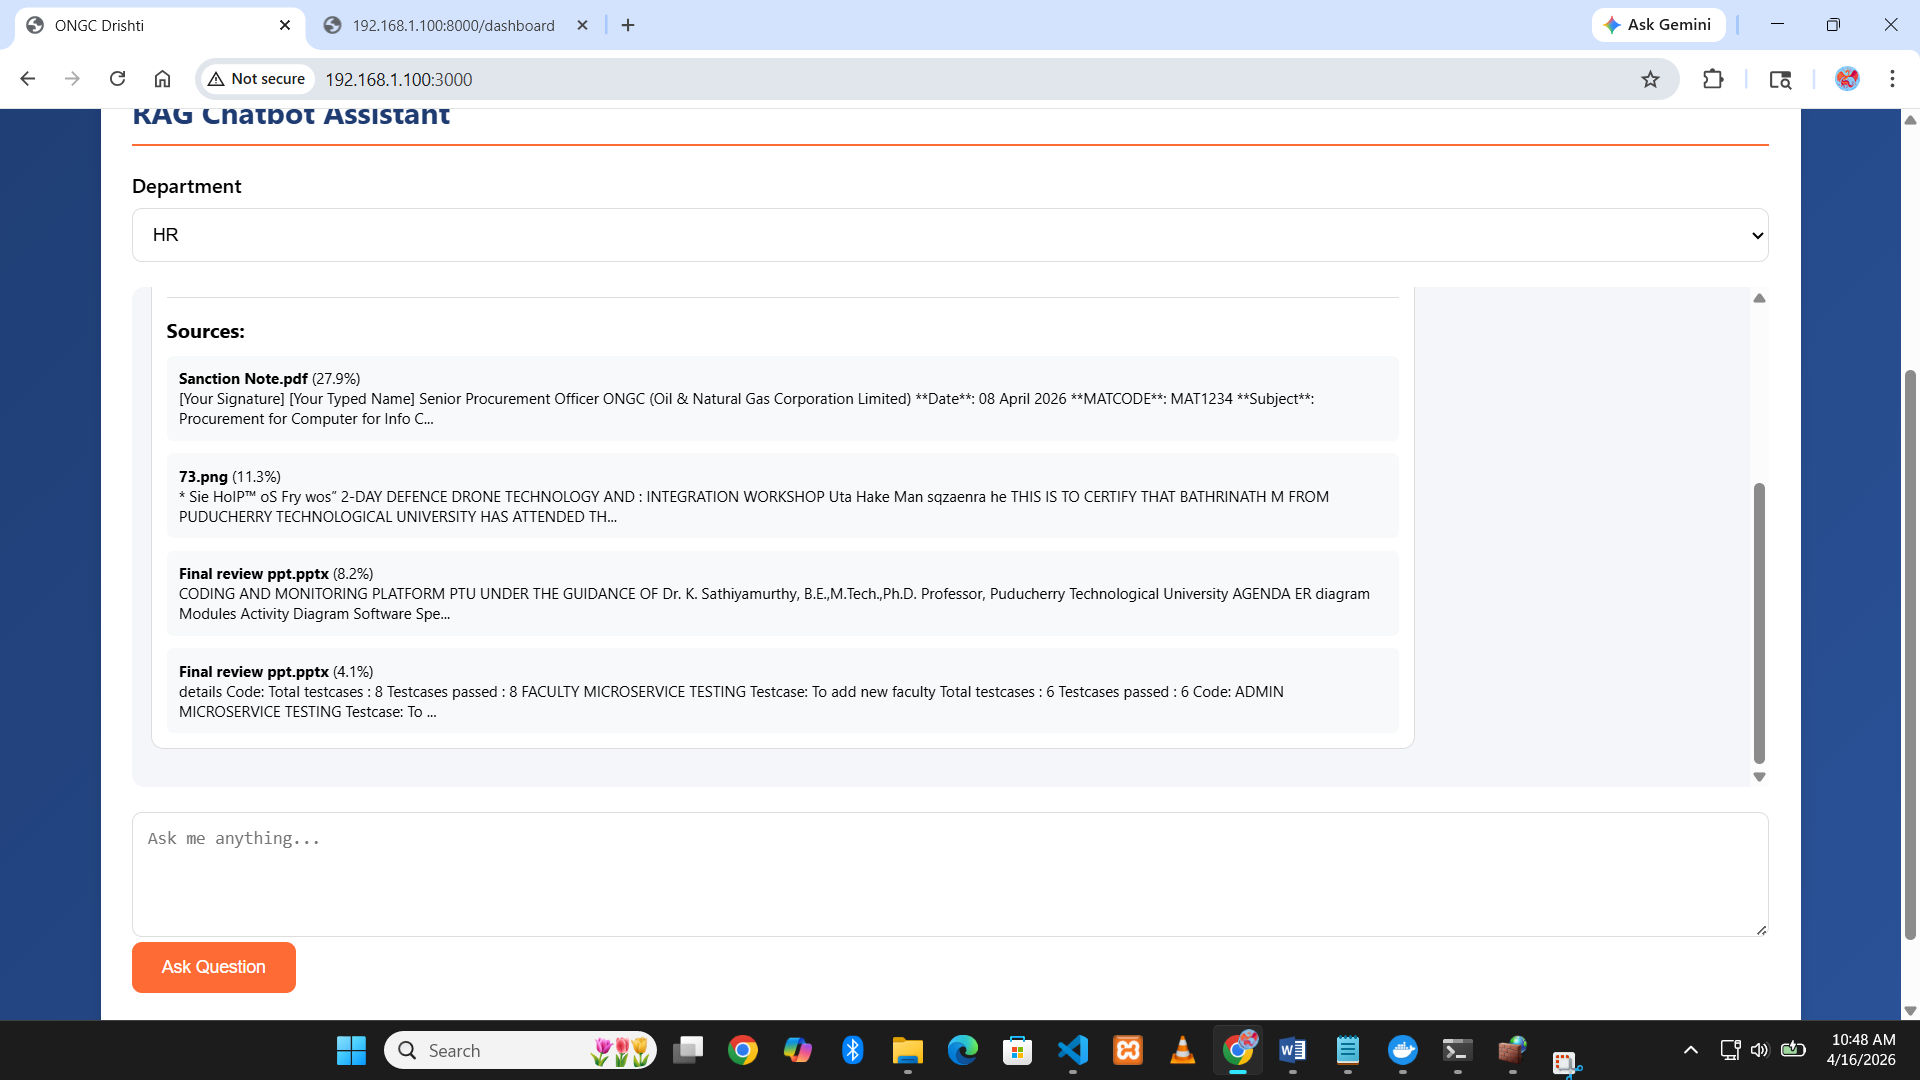 ONGC Drishti
192.168.1.100:8000/dashboard
Ask Gemini
Not secure
192.168.1.100:3000
RAG Chatbot Assistant
Department
HR
Sources:
Sanction Note.pdf (27.9%)
[Your Signature] [Your Typed Name] Senior Procurement Officer ONGC (Oil & Natural Gas Corporation Limited) **Date**: 08 April 2026 **MATCODE**: MAT1234 **Subject**:
Procurement for Computer for Info C...
73.png (11.3%)
* Sie HolP™ oS Fry wos“ 2-DAY DEFENCE DRONE TECHNOLOGY AND : INTEGRATION WORKSHOP Uta Hake Man sqzaenra he THIS IS TO CERTIFY THAT BATHRINATH M FROM
PUDUCHERRY TECHNOLOGICAL UNIVERSITY HAS ATTENDED TH...
Final review ppt.pptx (8.2%)
CODING AND MONITORING PLATFORM PTU UNDER THE GUIDANCE OF Dr. K. Sathiyamurthy, B.E.,M.Tech.,Ph.D. Professor, Puducherry Technological University AGENDA ER diagram
Modules Activity Diagram Software Spe...
Final review ppt.pptx (4.1%)
details Code: Total testcases : 8 Testcases passed : 8 FACULTY MICROSERVICE TESTING Testcase: To add new faculty Total testcases : 6 Testcases passed : 6 Code: ADMIN
MICROSERVICE TESTING Testcase: To ...
Ask me anything...
Ask Question
Search
10:48 AM
4/16/2026